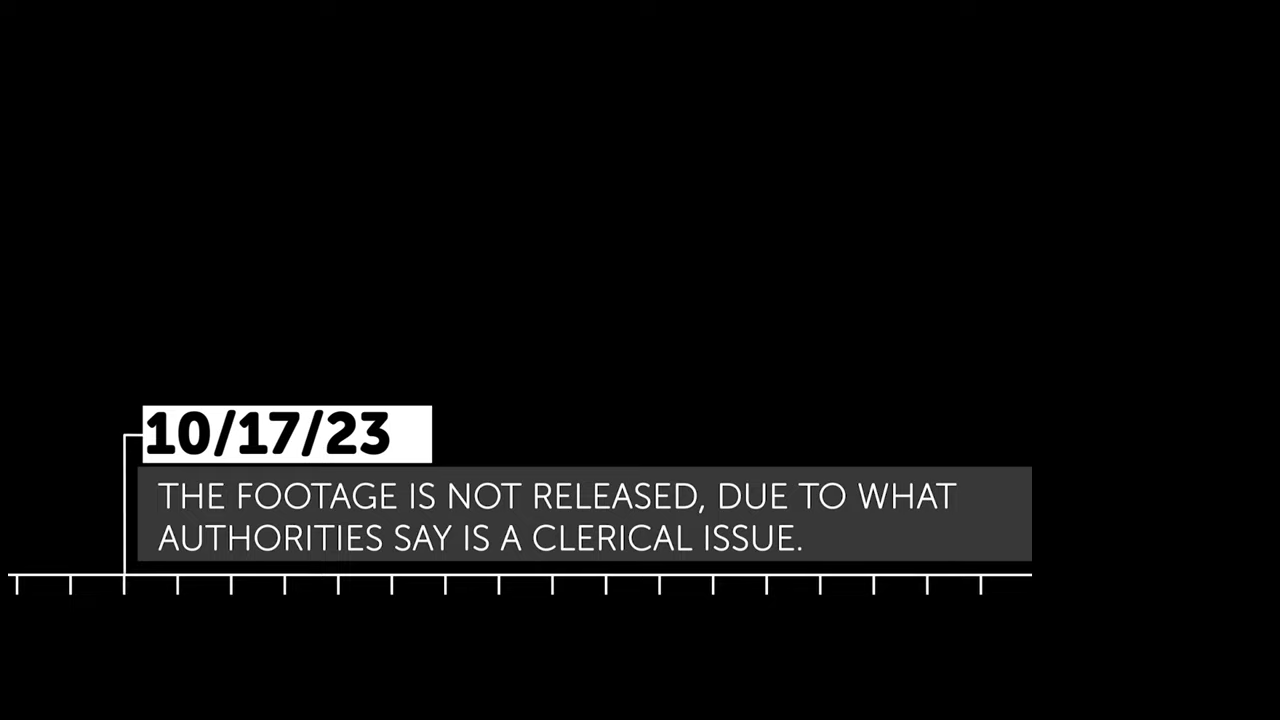 10/17/23
THE FOOTAGE IS NOT RELEASED, DUE TO WHAT
AUTHORITIES SAY IS A CLERICAL ISSUE.